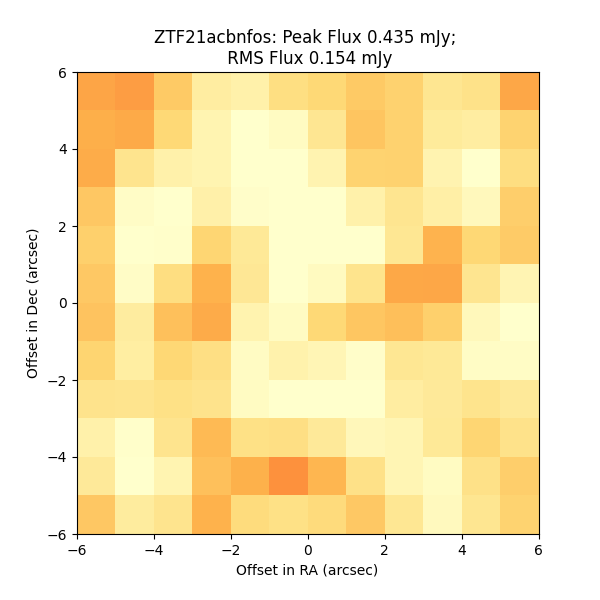 ZTF21acbnfos: Peak Flux 0.435 mJy;
RMS Flux 0.154 mJy
6
4
2
0
−2
−4
−6
Offset in Dec (arcsec)
−6 −4 −2 0 2 4 6
Offset in RA (arcsec)